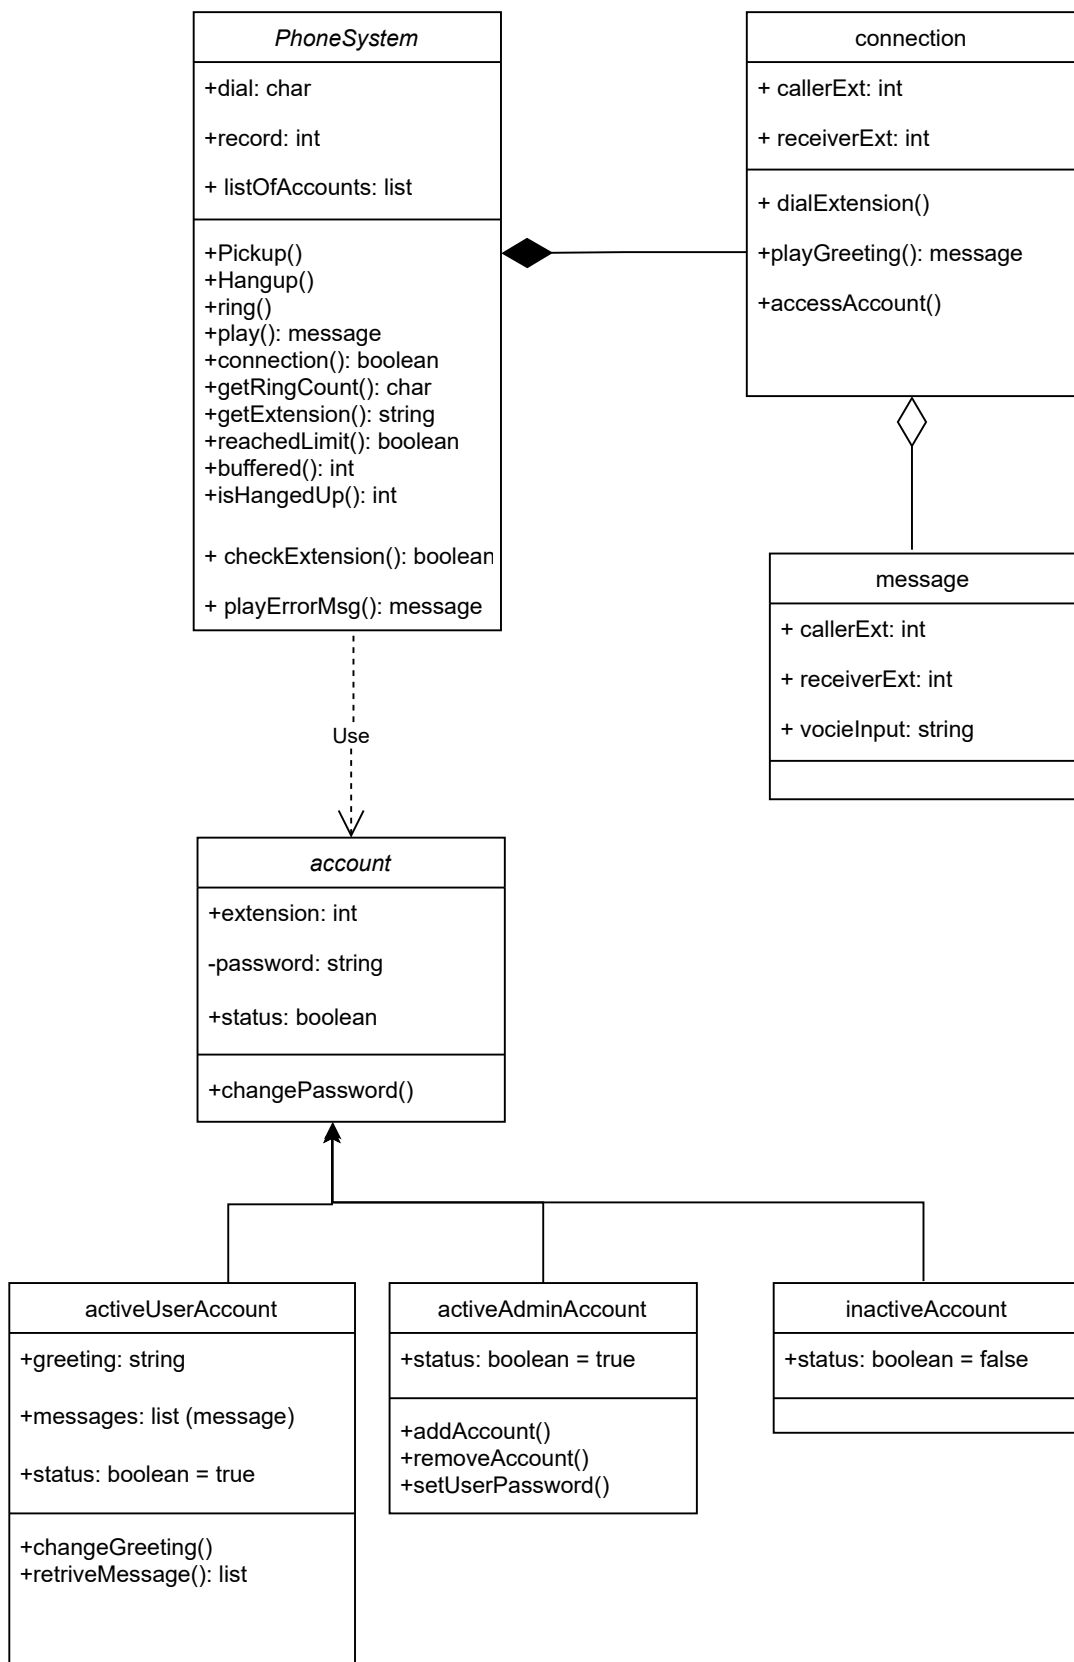 PhoneSystem
+dial: char
+record: int
+ listOfAccounts: list
+Pickup()
+Hangup()
+ring()
+play(): message
+connection(): boolean
+getRingCount(): char
+getExtension(): string
+reachedLimit(): boolean
+buffered(): int
+isHangedUp(): int
+ checkExtension(): boolean
+ playErrorMsg(): message
connection
+ callerExt: int
+ receiverExt: int
+ dialExtension()
+playGreeting(): message
+accessAccount()
message
+ callerExt: int
+ receiverExt: int
+ vocieInput: string
Use
account
+extension: int
-password: string
+status: boolean
+changePassword()
activeUserAccount
+greeting: string
+messages: list (message)
+status: boolean = true
+changeGreeting()
+retriveMessage(): list
activeAdminAccount
+status: boolean = true
+addAccount()
+removeAccount()
+setUserPassword()
inactiveAccount
+status: boolean = false